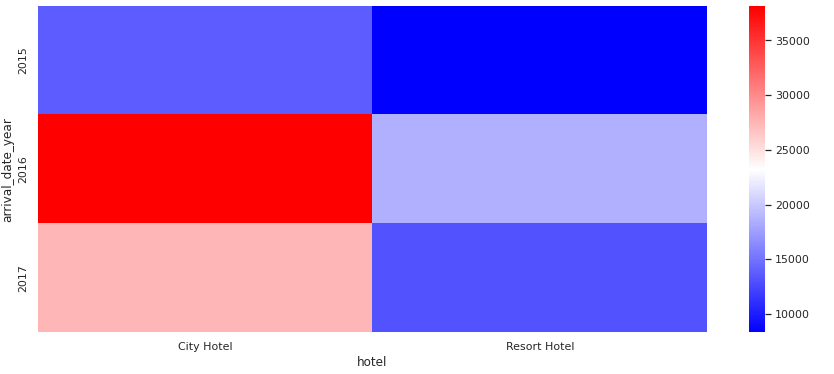 arrival_date_year
2015
2016
2017
City Hotel
Resort Hotel
hotel
35000
30000
25000
20000
15000
10000